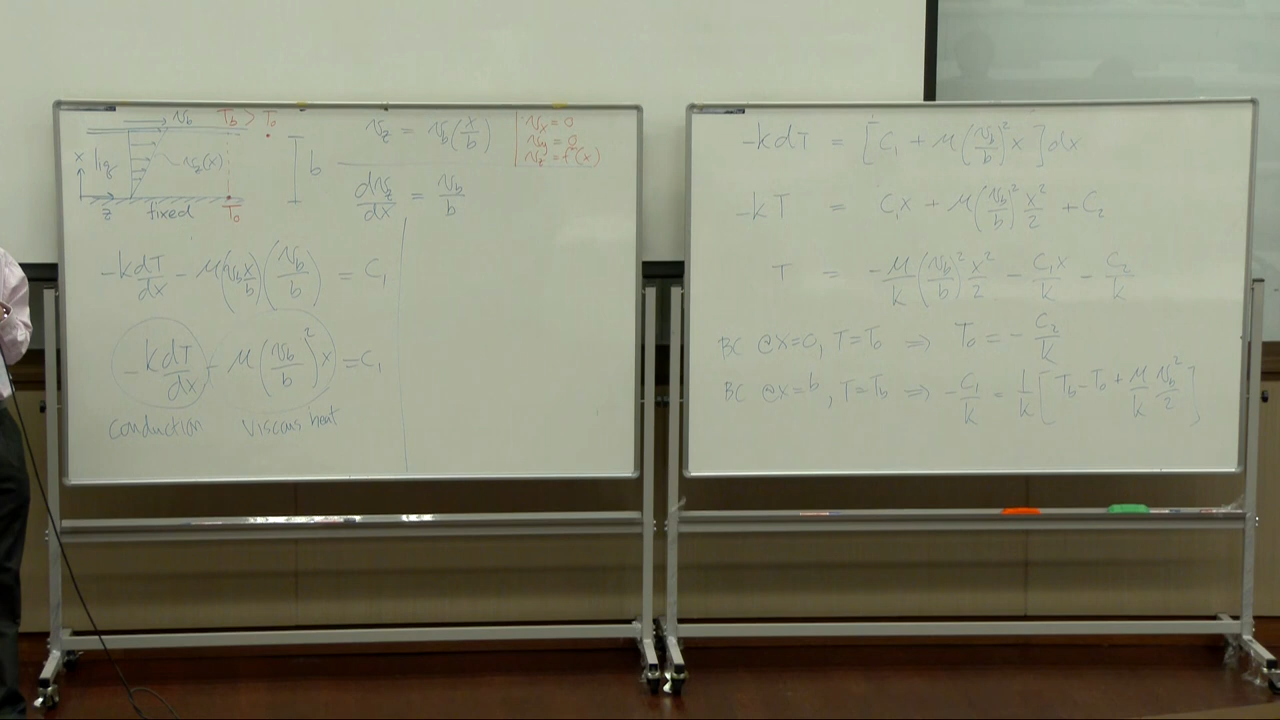 v_b T_b > T_0
x liq v_z(x) b
z fixed T_0
v_z = v_b(x/b)
v_x = 0
v_y = 0
v_z = f(x)
dv_z/dx = v_b/b
-k dT/dx - μ(v_b x/b)(v_b/b) = C_1
-k dT/dx - μ(v_b/b)^2 x = C_1
conduction viscous heat
-k dT = [C_1 + μ(v_b/b)^2 x] dx
-kT = C_1 x + μ(v_b/b)^2 x^2/2 + C_2
T = -μ/k (v_b/b)^2 x^2/2 - C_1 x/k - C_2/k
BC @x=0, T=T_0 ⇒ T_0 = -C_2/k
BC @x=b, T=T_b ⇒ -C_1/k = 1/k [T_b - T_0 + μ/k v_b^2/2]